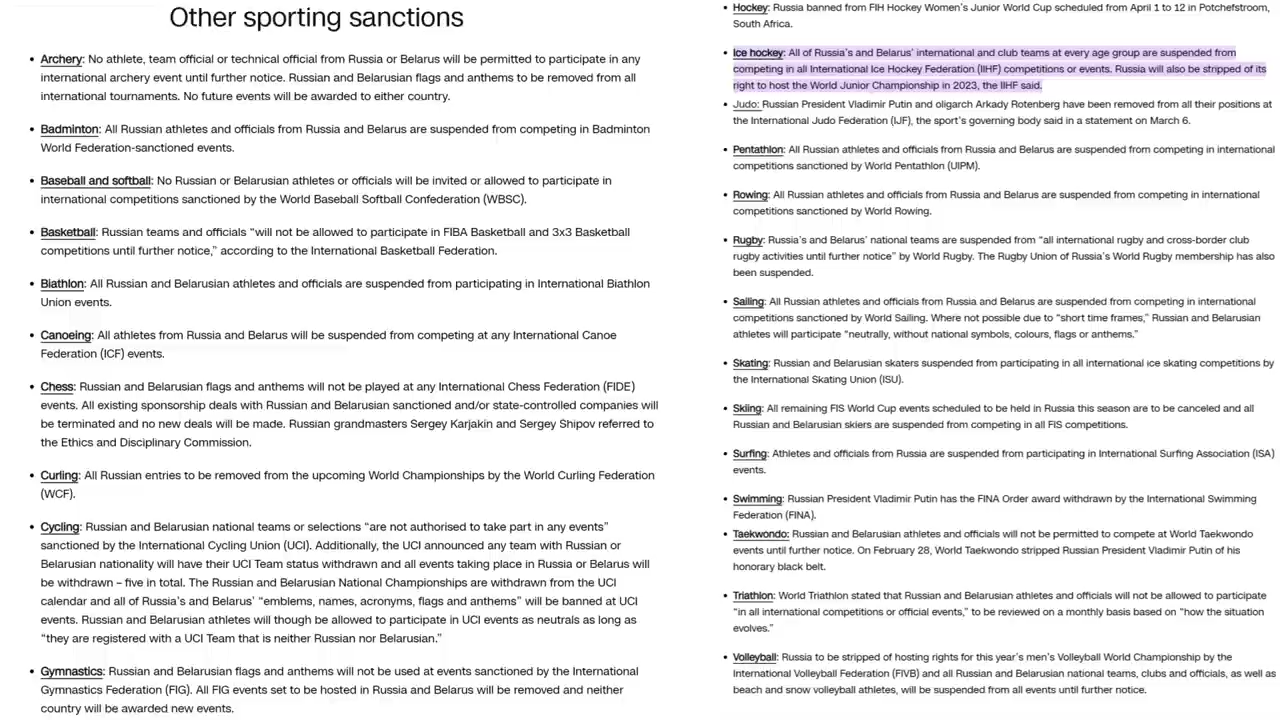 Other sporting sanctions
• Archery: No athlete, team official or technical official from Russia or Belarus will be permitted to participate in any
international archery event until further notice. Russian and Belarusian flags and anthems to be removed from all
international tournaments. No future events will be awarded to either country.
• Badminton: All Russian athletes and officials from Russia and Belarus are suspended from competing in Badminton
World Federation-sanctioned events.
• Baseball and softball: No Russian or Belarusian athletes or officials will be invited or allowed to participate in
international competitions sanctioned by the World Baseball Softball Confederation (WBSC).
• Basketball: Russian teams and officials “will not be allowed to participate in FIBA Basketball and 3x3 Basketball
competitions until further notice,” according to the International Basketball Federation.
• Biathlon: All Russian and Belarusian athletes and officials are suspended from participating in International Biathlon
Union events.
• Canoeing: All athletes from Russia and Belarus will be suspended from competing at any International Canoe
Federation (ICF) events.
• Chess: Russian and Belarusian flags and anthems will not be played at any International Chess Federation (FIDE)
events. All existing sponsorship deals with Russian and Belarusian sanctioned and/or state-controlled companies will
be terminated and no new deals will be made. Russian grandmasters Sergey Karjakin and Sergey Shipov referred to
the Ethics and Disciplinary Commission.
• Curling: All Russian entries to be removed from the upcoming World Championships by the World Curling Federation
(WCF).
• Cycling: Russian and Belarusian national teams or selections “are not authorised to take part in any events”
sanctioned by the International Cycling Union (UCI). Additionally, the UCI announced any team with Russian or
Belarusian nationality will have their UCI Team status withdrawn and all events taking place in Russia or Belarus will
be withdrawn – five in total. The Russian and Belarusian National Championships are withdrawn from the UCI
calendar and all of Russia’s and Belarus’ “emblems, names, acronyms, flags and anthems” will be banned at UCI
events. Russian and Belarusian athletes will though be allowed to participate in UCI events as neutrals as long as
“they are registered with a UCI Team that is neither Russian nor Belarusian.”
• Gymnastics: Russian and Belarusian flags and anthems will not be used at events sanctioned by the International
Gymnastics Federation (FIG). All FIG events set to be hosted in Russia and Belarus will be removed and neither
country will be awarded new events.
• Hockey: Russia banned from FIH Hockey Women’s Junior World Cup scheduled from April 1 to 12 in Potchefstroom,
South Africa.
• Ice hockey: All of Russia’s and Belarus’ international and club teams at every age group are suspended from
competing in all International Ice Hockey Federation (IIHF) competitions or events. Russia will also be stripped of its
right to host the World Junior Championship in 2023, the IIHF said.
• Judo: Russian President Vladimir Putin and oligarch Arkady Rotenberg have been removed from all their positions at
the International Judo Federation (IJF), the sport’s governing body said in a statement on March 6.
• Pentathlon: All Russian athletes and officials from Russia and Belarus are suspended from competing in international
competitions sanctioned by World Pentathlon (UIPM).
• Rowing: All Russian athletes and officials from Russia and Belarus are suspended from competing in international
competitions sanctioned by World Rowing.
• Rugby: Russia’s and Belarus’ national teams are suspended from “all international rugby and cross-border club
rugby activities until further notice” by World Rugby. The Rugby Union of Russia’s World Rugby membership has also
been suspended.
• Sailing: All Russian athletes and officials from Russia and Belarus are suspended from competing in international
competitions sanctioned by World Sailing. Where not possible due to “short time frames,” Russian and Belarusian
athletes will participate “neutrally, without national symbols, colours, flags or anthems.”
• Skating: Russian and Belarusian skaters suspended from participating in all international ice skating competitions by
the International Skating Union (ISU).
• Skiing: All remaining FIS World Cup events scheduled to be held in Russia this season are to be canceled and all
Russian and Belarusian skiers are suspended from competing in all FIS competitions.
• Surfing: Athletes and officials from Russia are suspended from participating in International Surfing Association (ISA)
events.
• Swimming: Russian President Vladimir Putin has the FINA Order award withdrawn by the International Swimming
Federation (FINA).
• Taekwondo: Russian and Belarusian athletes and officials will not be permitted to compete at World Taekwondo
events until further notice. On February 28, World Taekwondo stripped Russian President Vladimir Putin of his
honorary black belt.
• Triathlon: World Triathlon stated that Russian and Belarusian athletes and officials will not be allowed to participate
“in all international competitions or official events,” to be reviewed on a monthly basis based on “how the situation
evolves.”
• Volleyball: Russia to be stripped of hosting rights for this year’s men’s Volleyball World Championship by the
International Volleyball Federation (FIVB) and all Russian and Belarusian national teams, clubs and officials, as well as
beach and snow volleyball athletes, will be suspended from all events until further notice.